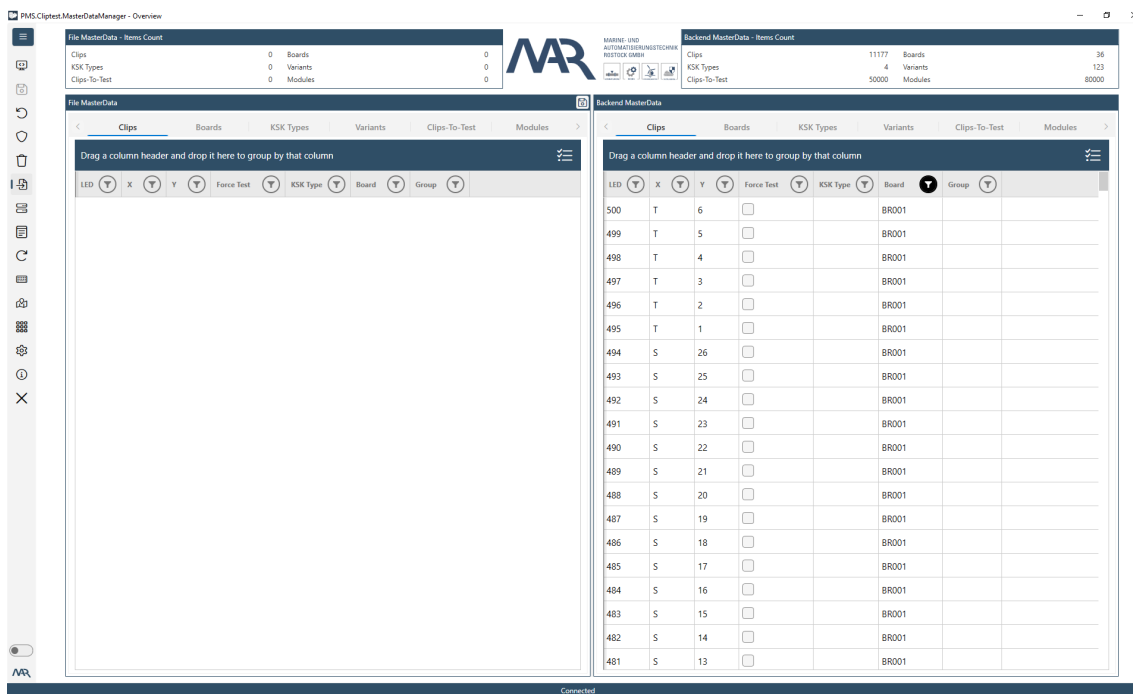 PMS.Cliptest.MasterDataManager - Overview
File MasterData - Items Count
Clips 0 Boards 0
KSK Types 0 Variants 0
Clips-To-Test 0 Modules 0
MAR
MARINE- UND
AUTOMATISIERUNGSTECHNIK
ROSTOCK GMBH
Backend MasterData - Items Count
Clips 11177 Boards 36
KSK Types 4 Variants 123
Clips-To-Test 50000 Modules 80000
File MasterData
Clips Boards KSK Types Variants Clips-To-Test Modules
Drag a column header and drop it here to group by that column
LED X Y Force Test KSK Type Board Group
Backend MasterData
Clips Boards KSK Types Variants Clips-To-Test Modules
Drag a column header and drop it here to group by that column
LED X Y Force Test KSK Type Board Group
500 T 6 BR001
499 T 5 BR001
498 T 4 BR001
497 T 3 BR001
496 T 2 BR001
495 T 1 BR001
494 S 26 BR001
493 S 25 BR001
492 S 24 BR001
491 S 23 BR001
490 S 22 BR001
489 S 21 BR001
488 S 20 BR001
487 S 19 BR001
486 S 18 BR001
485 S 17 BR001
484 S 16 BR001
483 S 15 BR001
482 S 14 BR001
481 S 13 BR001
MAR
Connected